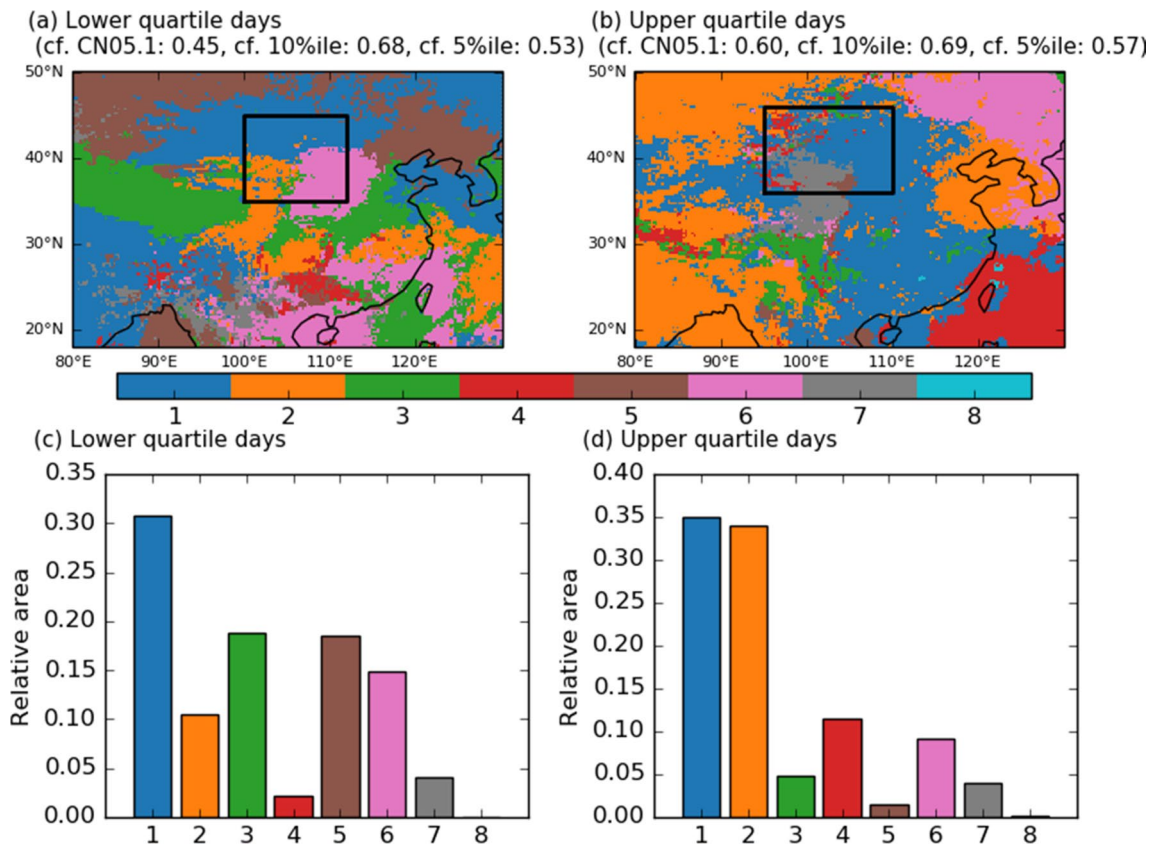 (a) Lower quartile days
(cf. CN05.1: 0.45, cf. 10%ile: 0.68, cf. 5%ile: 0.53)
(b) Upper quartile days
(cf. CN05.1: 0.60, cf. 10%ile: 0.69, cf. 5%ile: 0.57)
50°N
40°N
30°N
20°N
80°E 90°E 100°E 110°E 120°E
50°N
40°N
30°N
20°N
80°E 90°E 100°E 110°E 120°E
1 2 3 4 5 6 7 8
(c) Lower quartile days
Relative area
0.35
0.30
0.25
0.20
0.15
0.10
0.05
0.00
1 2 3 4 5 6 7 8
(d) Upper quartile days
Relative area
0.40
0.35
0.30
0.25
0.20
0.15
0.10
0.05
0.00
1 2 3 4 5 6 7 8